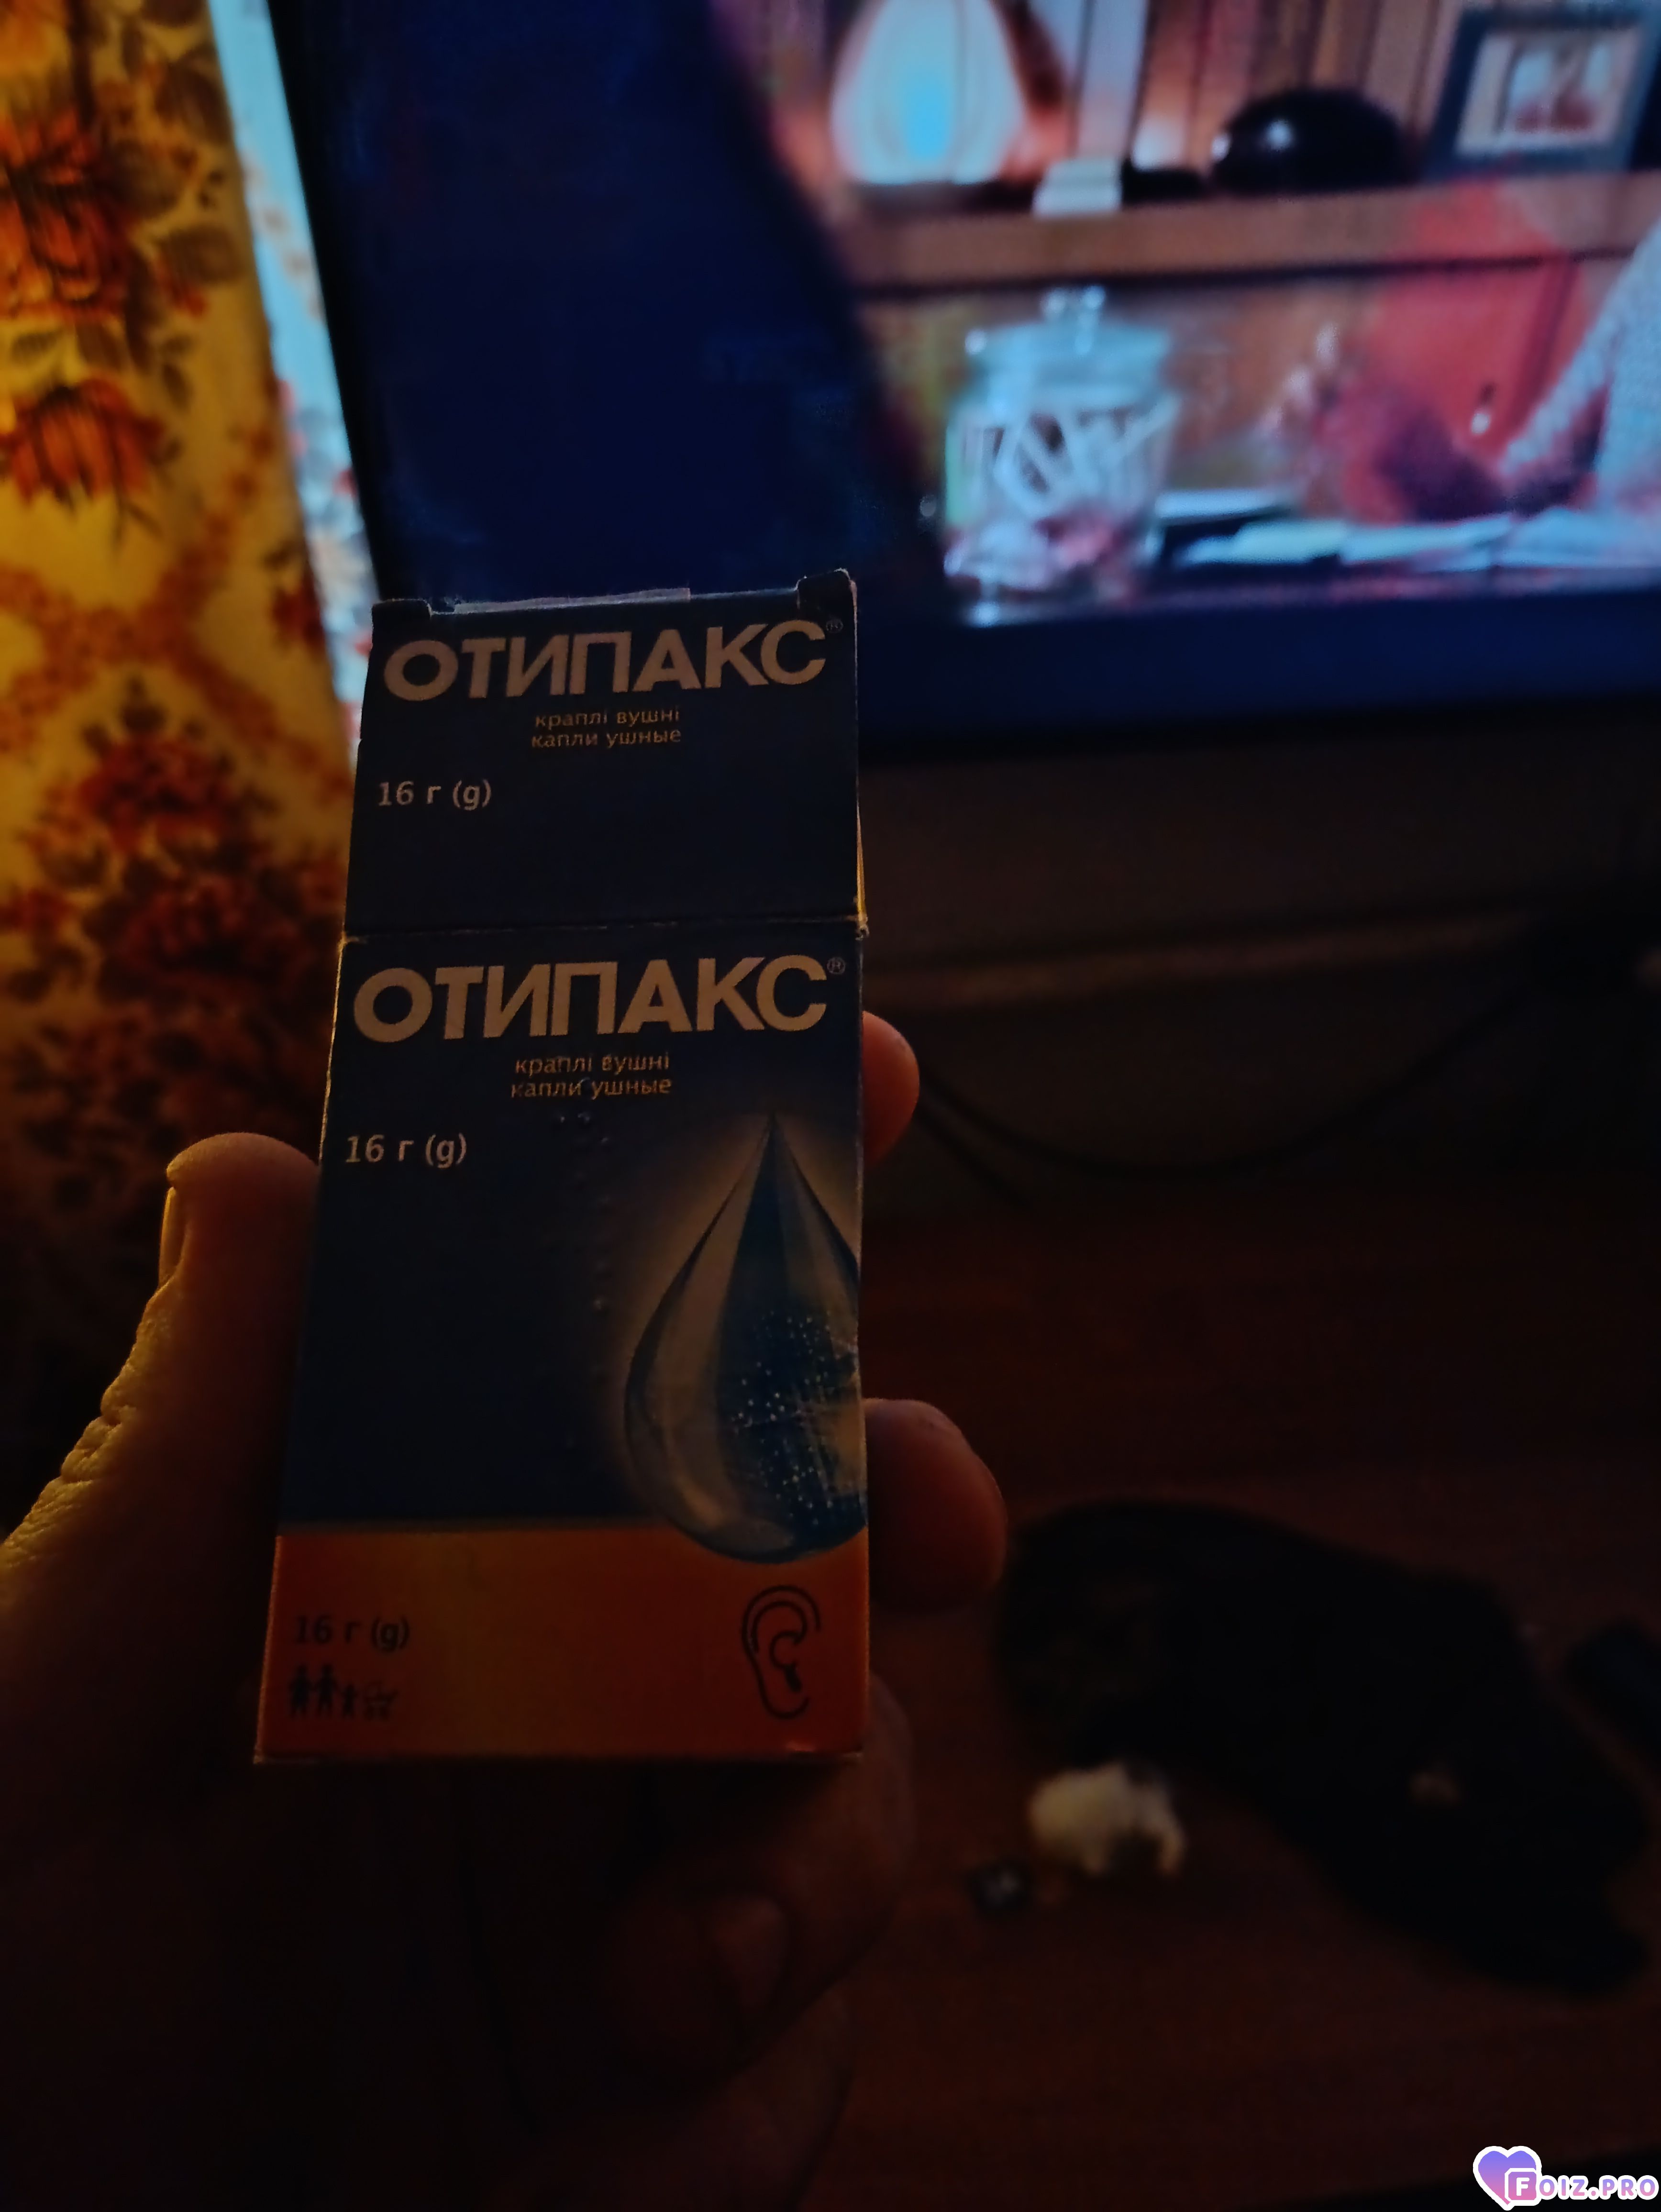 ОТИПАКС®
краплі вушні
капли ушные
16 г (g)
ОТИПАКС®
краплі вушні
капли ушные
16 г (g)
16 г (g)
FOIZ.PRO